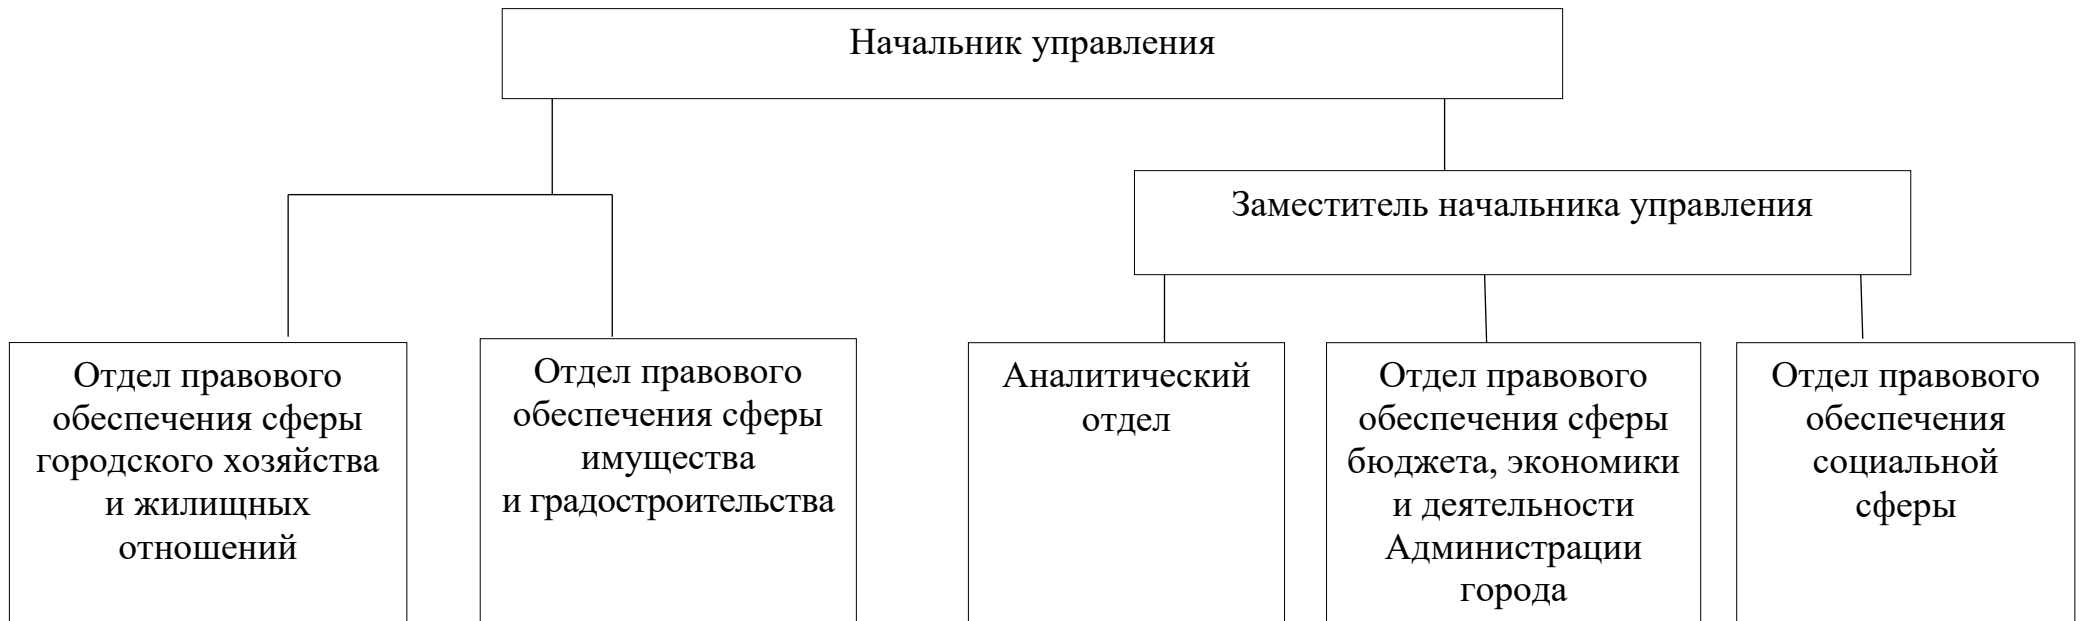 Начальник управления
Заместитель начальника управления
Отдел правового
обеспечения сферы
городского хозяйства
и жилищных
отношений
Отдел правового
обеспечения сферы
имущества
и градостроительства
Аналитический
отдел
Отдел правового
обеспечения сферы
бюджета, экономики
и деятельности
Администрации
города
Отдел правового
обеспечения
социальной
сферы